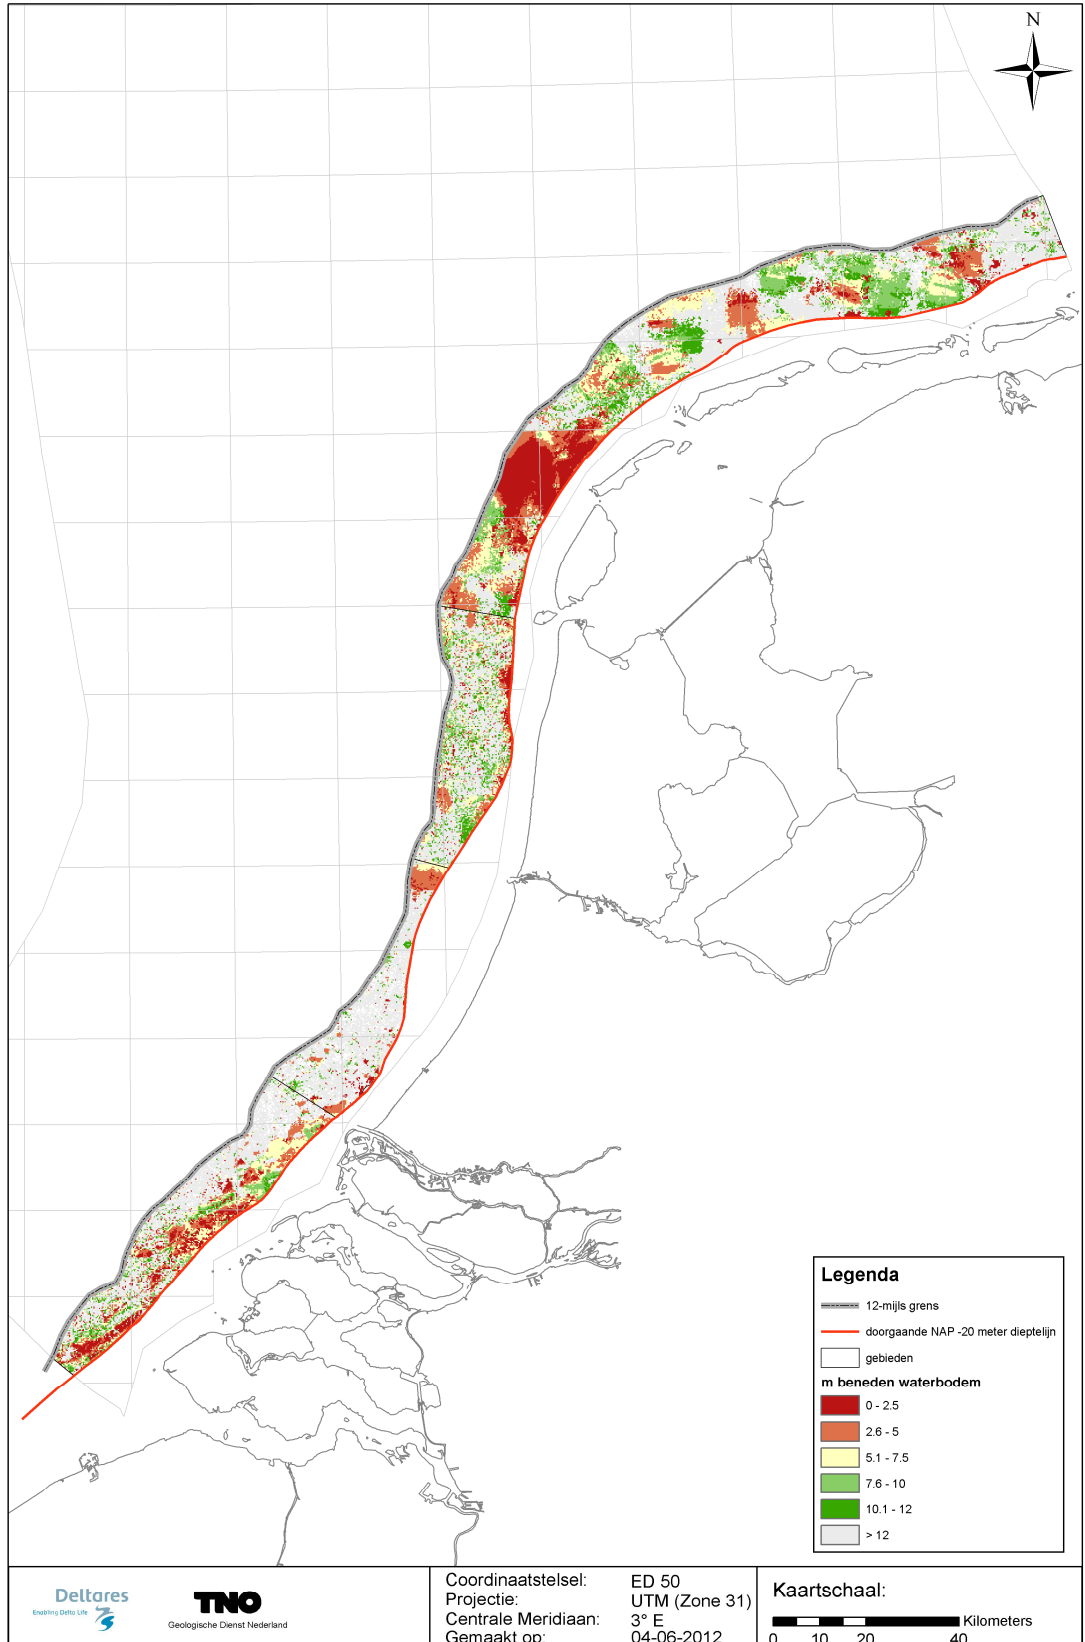 N
Legenda
12-mijls grens
doorgaande NAP -20 meter dieptelijn
gebieden
m beneden waterbodem
0 - 2.5
2.6 - 5
5.1 - 7.5
7.6 - 10
10.1 - 12
> 12
Deltares
Enabling Delta Life
TNO
Geologische Dienst Nederland
Coordinaatstelsel: ED 50
Projectie: UTM (Zone 31)
Centrale Meridiaan: 3° E
Gemaakt op: 04-06-2012
Kaartschaal:
Kilometers
0 10 20 40